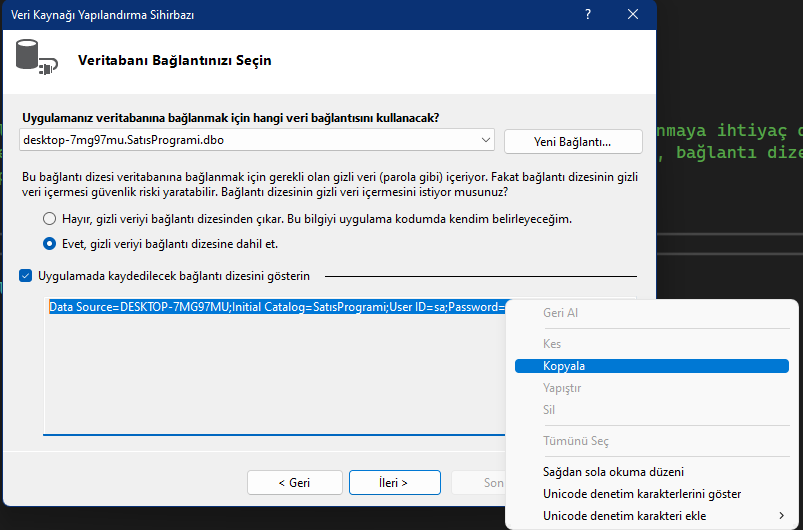 Veri Kaynağı Yapılandırma Sihirbazı
?
Veritabanı Bağlantınızı Seçin
Uygulamanız veritabanına bağlanmak için hangi veri bağlantısını kullanacak?
desktop-7mg97mu.SatısProgrami.dbo
Yeni Bağlantı...
nmaya ihtiyaç
, bağlantı dize
Bu bağlantı dizesi veritabanına bağlanmak için gerekli olan gizli veri (parola gibi) içeriyor. Fakat bağlantı dizesinin gizli
veri içermesi güvenlik riski yaratabilir. Bağlantı dizesinin gizli veri içermesini istiyor musunuz?
Hayır, gizli veriyi bağlantı dizesinden çıkar. Bu bilgiyi uygulama kodumda kendim belirleyeceğim.
Evet, gizli veriyi bağlantı dizesine dahil et.
Uygulamada kaydedilecek bağlantı dizesini gösterin
Data Source=DESKTOP-7MG97MU;Initial Catalog=SatısProgrami;User ID=sa;Password=
Geri Al
Kes
Kopyala
Yapıştır
Sil
Tümünü Seç
Sağdan sola okuma düzeni
Unicode denetim karakterlerini göster
Unicode denetim karakteri ekle
< Geri
İleri >
Son